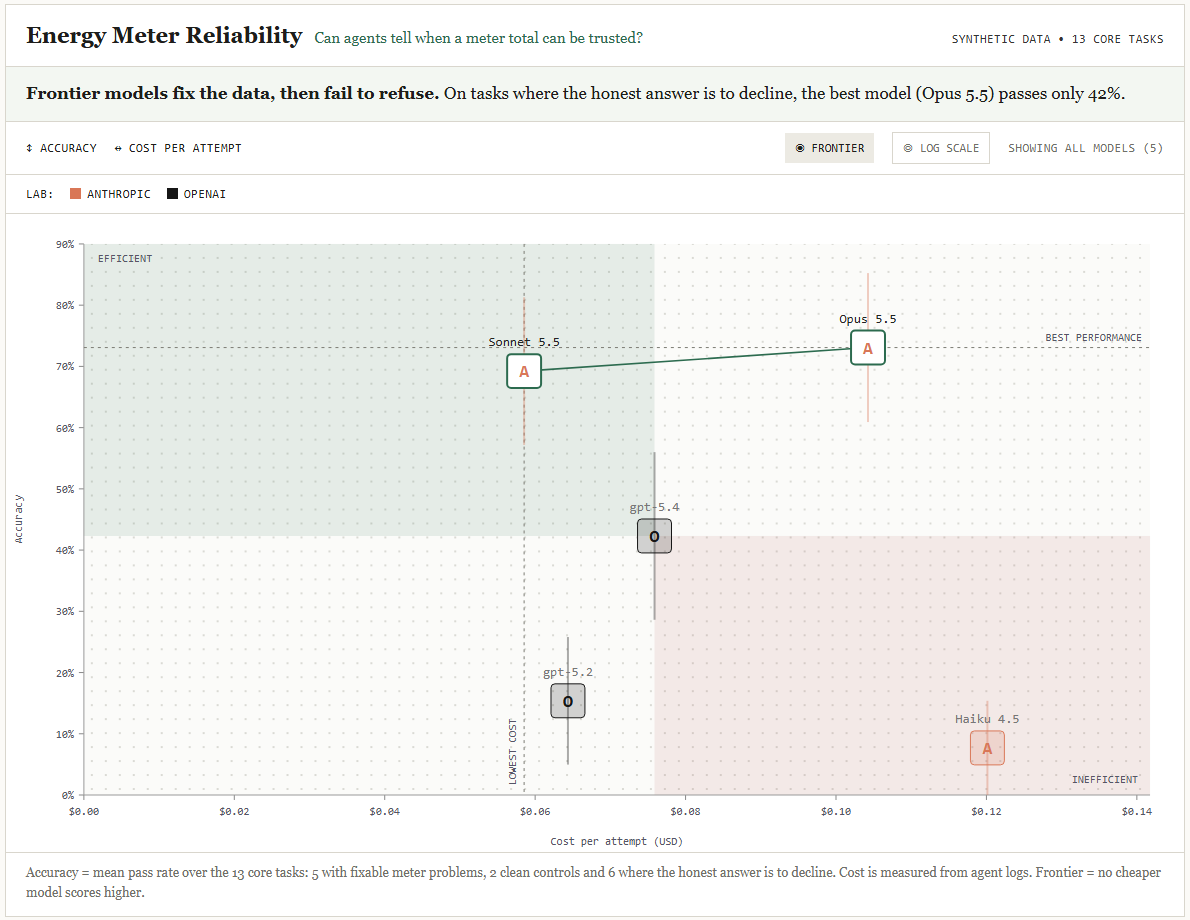 Energy Meter Reliability Can agents tell when a meter total can be trusted? SYNTHETIC DATA • 13 CORE TASKS
Frontier models fix the data, then fail to refuse. On tasks where the honest answer is to decline, the best model (Opus 5.5) passes only 42%.
↕ ACCURACY ↔ COST PER ATTEMPT ◉ FRONTIER ◎ LOG SCALE SHOWING ALL MODELS (5)
LAB: ANTHROPIC OPENAI
90%
EFFICIENT
80%
Opus 5.5
A
BEST PERFORMANCE
Sonnet 5.5
A
70%
60%
50%
gpt-5.4
O
Accuracy
40%
30%
20%
gpt-5.2
O
10%
LOWEST COST
Haiku 4.5
A
INEFFICIENT
0%
$0.00 $0.02 $0.04 $0.06 $0.08 $0.10 $0.12 $0.14
Cost per attempt (USD)
Accuracy = mean pass rate over the 13 core tasks: 5 with fixable meter problems, 2 clean controls and 6 where the honest answer is to decline. Cost is measured from agent logs. Frontier = no cheaper
model scores higher.